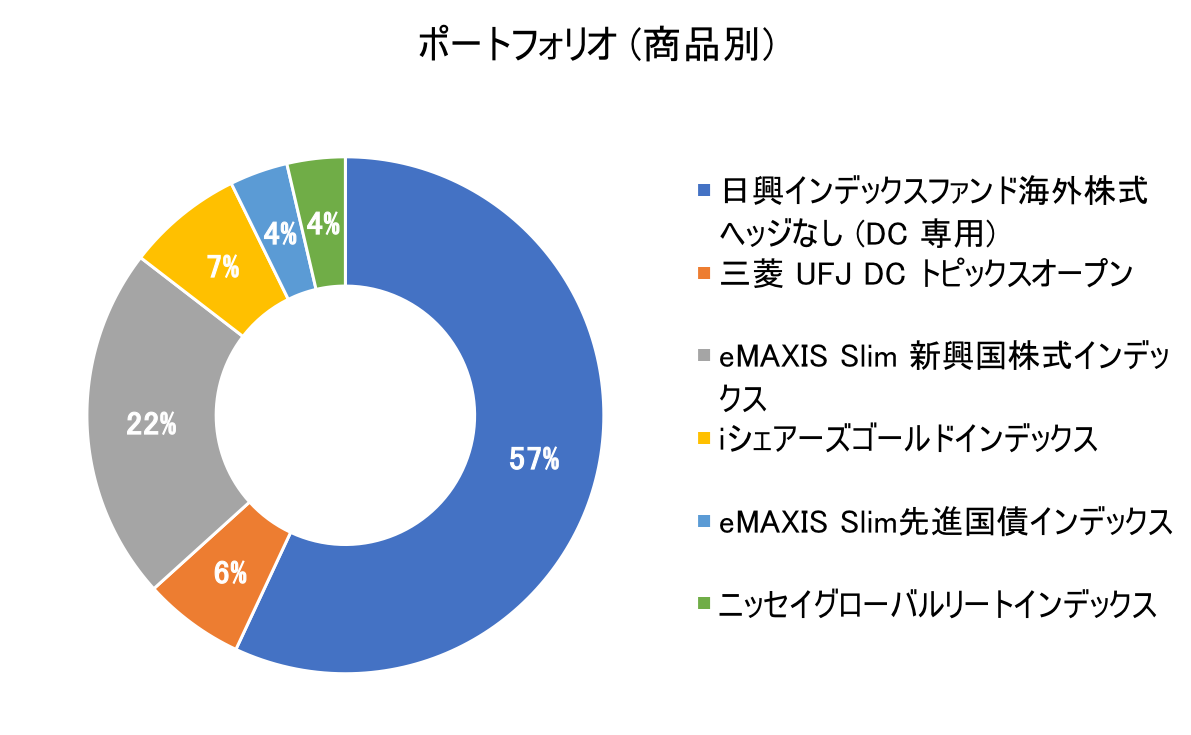 ポートフォリオ (商品別)
57%
6%
22%
7%
4%
4%
日興インデックスファンド海外株式
ヘッジなし (DC 専用)
三菱 UFJ DC トピックスオープン
eMAXIS Slim 新興国株式インデッ
クス
iシェアーズゴールドインデックス
eMAXIS Slim先進国債インデックス
ニッセイグローバルリートインデックス